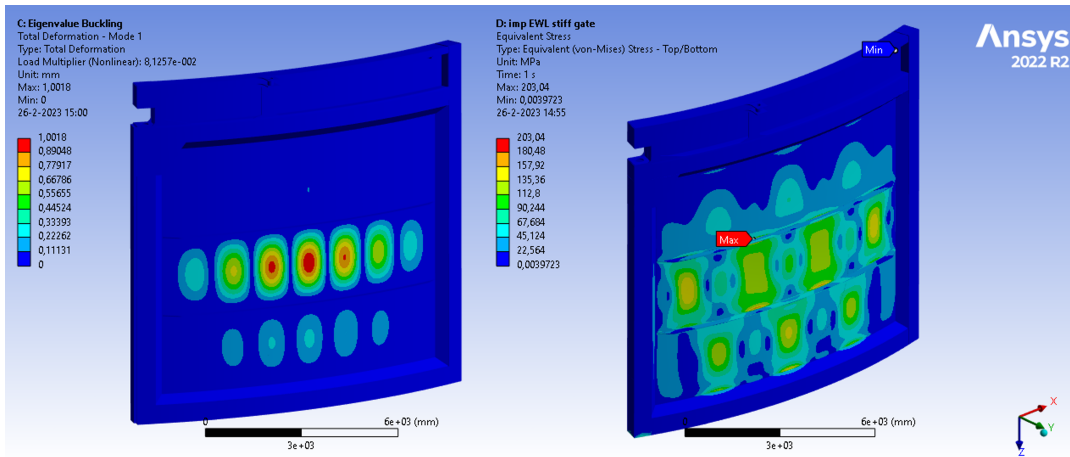 C: Eigenvalue Buckling
Total Deformation - Mode 1
Type: Total Deformation
Load Multiplier (Nonlinear): 8,1257e-002
Unit: mm
Max: 1,0018
Min: 0
26-2-2023 15:00
1,0018
0,89048
0,77917
0,66786
0,55655
0,44524
0,33393
0,22262
0,11131
0
0
6e+03 (mm)
3e+03
D: imp EWL stiff gate
Equivalent Stress
Type: Equivalent (von-Mises) Stress - Top/Bottom
Unit: MPa
Time: 1 s
Max: 203,04
Min: 0,0039723
26-2-2023 14:55
203,04
180,48
157,92
135,36
112,8
90,244
67,684
45,124
22,564
0,0039723
Min
Max
0
6e+03 (mm)
3e+03
Ansys
2022 R2
X
Y
Z